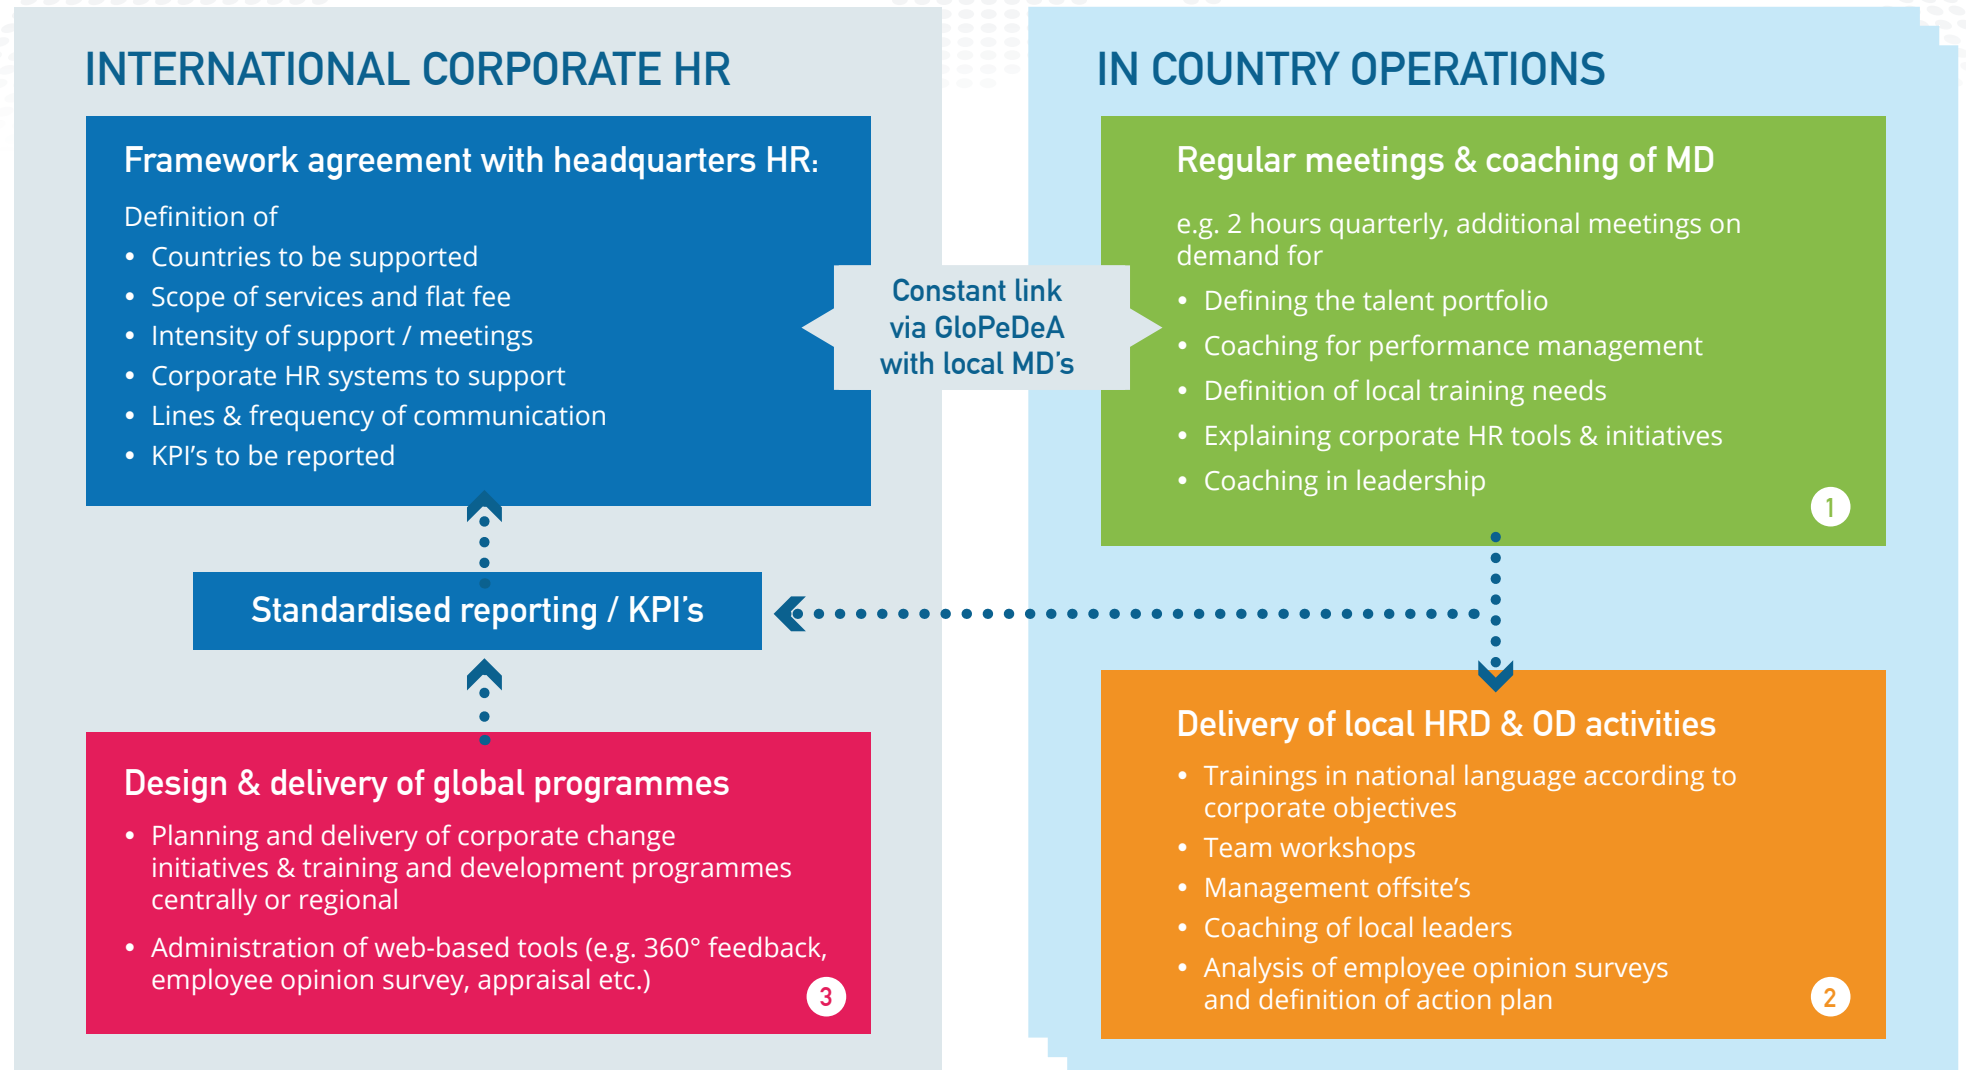 INTERNATIONAL CORPORATE HR
Framework agreement with headquarters HR:
Definition of
• Countries to be supported
• Scope of services and flat fee
• Intensity of support / meetings
• Corporate HR systems to support
• Lines & frequency of communication
• KPI’s to be reported
Standardised reporting / KPI’s
Design & delivery of global programmes
• Planning and delivery of corporate change
initiatives & training and development programmes
centrally or regional
• Administration of web-based tools (e.g. 360° feedback,
employee opinion survey, appraisal etc.)
3
Constant link
via GloPeDeA
with local MD’s
IN COUNTRY OPERATIONS
Regular meetings & coaching of MD
e.g. 2 hours quarterly, additional meetings on
demand for
• Defining the talent portfolio
• Coaching for performance management
• Definition of local training needs
• Explaining corporate HR tools & initiatives
• Coaching in leadership
1
Delivery of local HRD & OD activities
• Trainings in national language according to
corporate objectives
• Team workshops
• Management offsite’s
• Coaching of local leaders
• Analysis of employee opinion surveys
and definition of action plan
2